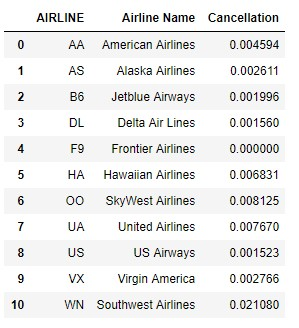 AIRLINE Airline Name Cancellation
0 AA American Airlines 0.004594
1 AS Alaska Airlines 0.002611
2 B6 Jetblue Airways 0.001996
3 DL Delta Air Lines 0.001560
4 F9 Frontier Airlines 0.000000
5 HA Hawaiian Airlines 0.006831
6 OO SkyWest Airlines 0.008125
7 UA United Airlines 0.007670
8 US US Airways 0.001523
9 VX Virgin America 0.002766
10 WN Southwest Airlines 0.021080